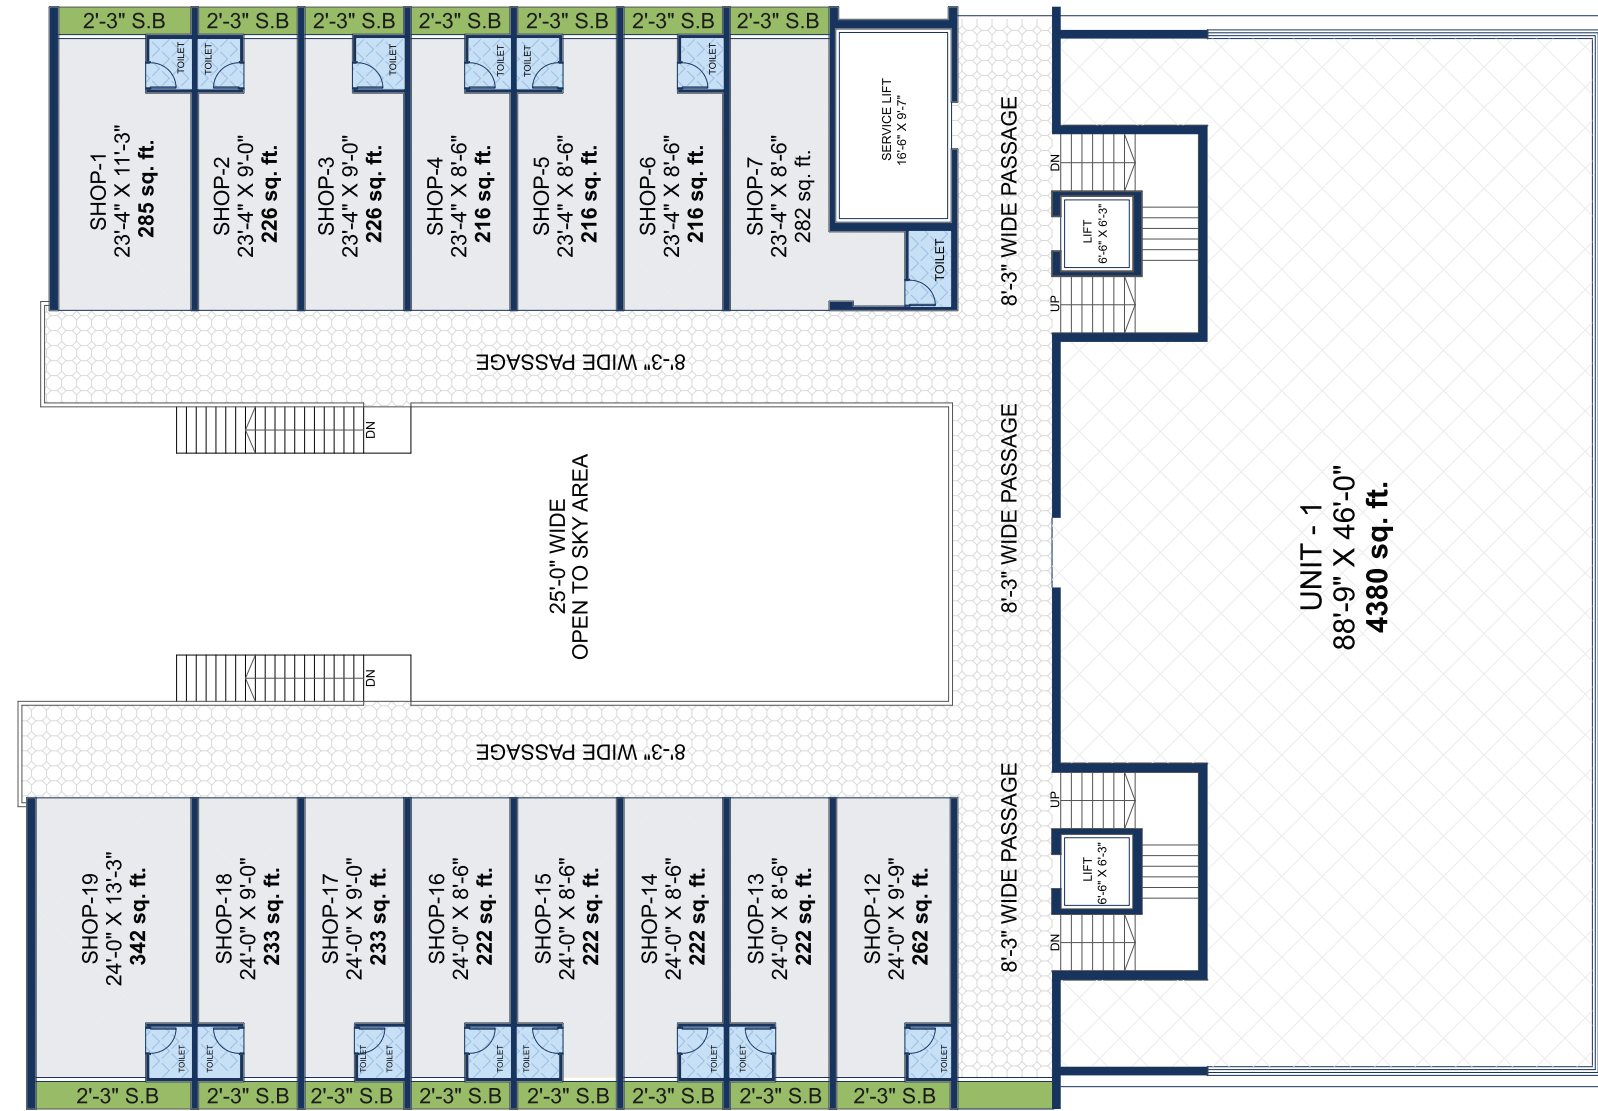 2'-3" S.B
2'-3" S.B
2'-3" S.B
2'-3" S.B
2'-3" S.B
2'-3" S.B
2'-3" S.B
TOILET
TOILET
TOILET
TOILET
TOILET
TOILET
SHOP-1
23'-4" X 11'-3"
285 sq. ft.
SHOP-2
23'-4" X 9'-0"
226 sq. ft.
SHOP-3
23'-4" X 9'-0"
226 sq. ft.
SHOP-4
23'-4" X 8'-6"
216 sq. ft.
SHOP-5
23'-4" X 8'-6"
216 sq. ft.
SHOP-6
23'-4" X 8'-6"
216 sq. ft.
SHOP-7
23'-4" X 8'-6"
282 sq. ft.
SERVICE LIFT
16'-6" X 9'-7"
TOILET
8'-3" WIDE PASSAGE
DN
LIFT
6'-6" X 6'-3"
UP
8'-3" WIDE PASSAGE
DN
25'-0" WIDE
OPEN TO SKY AREA
8'-3" WIDE PASSAGE
UNIT - 1
88'-9" X 46'-0"
4380 sq. ft.
DN
8'-3" WIDE PASSAGE
8'-3" WIDE PASSAGE
UP
LIFT
6'-6" X 6'-3"
DN
SHOP-19
24'-0" X 13'-3"
342 sq. ft.
SHOP-18
24'-0" X 9'-0"
233 sq. ft.
SHOP-17
24'-0" X 9'-0"
233 sq. ft.
SHOP-16
24'-0" X 8'-6"
222 sq. ft.
SHOP-15
24'-0" X 8'-6"
222 sq. ft.
SHOP-14
24'-0" X 8'-6"
222 sq. ft.
SHOP-13
24'-0" X 8'-6"
222 sq. ft.
SHOP-12
24'-0" X 9'-9"
262 sq. ft.
TOILET
TOILET
TOILET
TOILET
TOILET
TOILET
TOILET
TOILET
TOILET
2'-3" S.B
2'-3" S.B
2'-3" S.B
2'-3" S.B
2'-3" S.B
2'-3" S.B
2'-3" S.B
2'-3" S.B